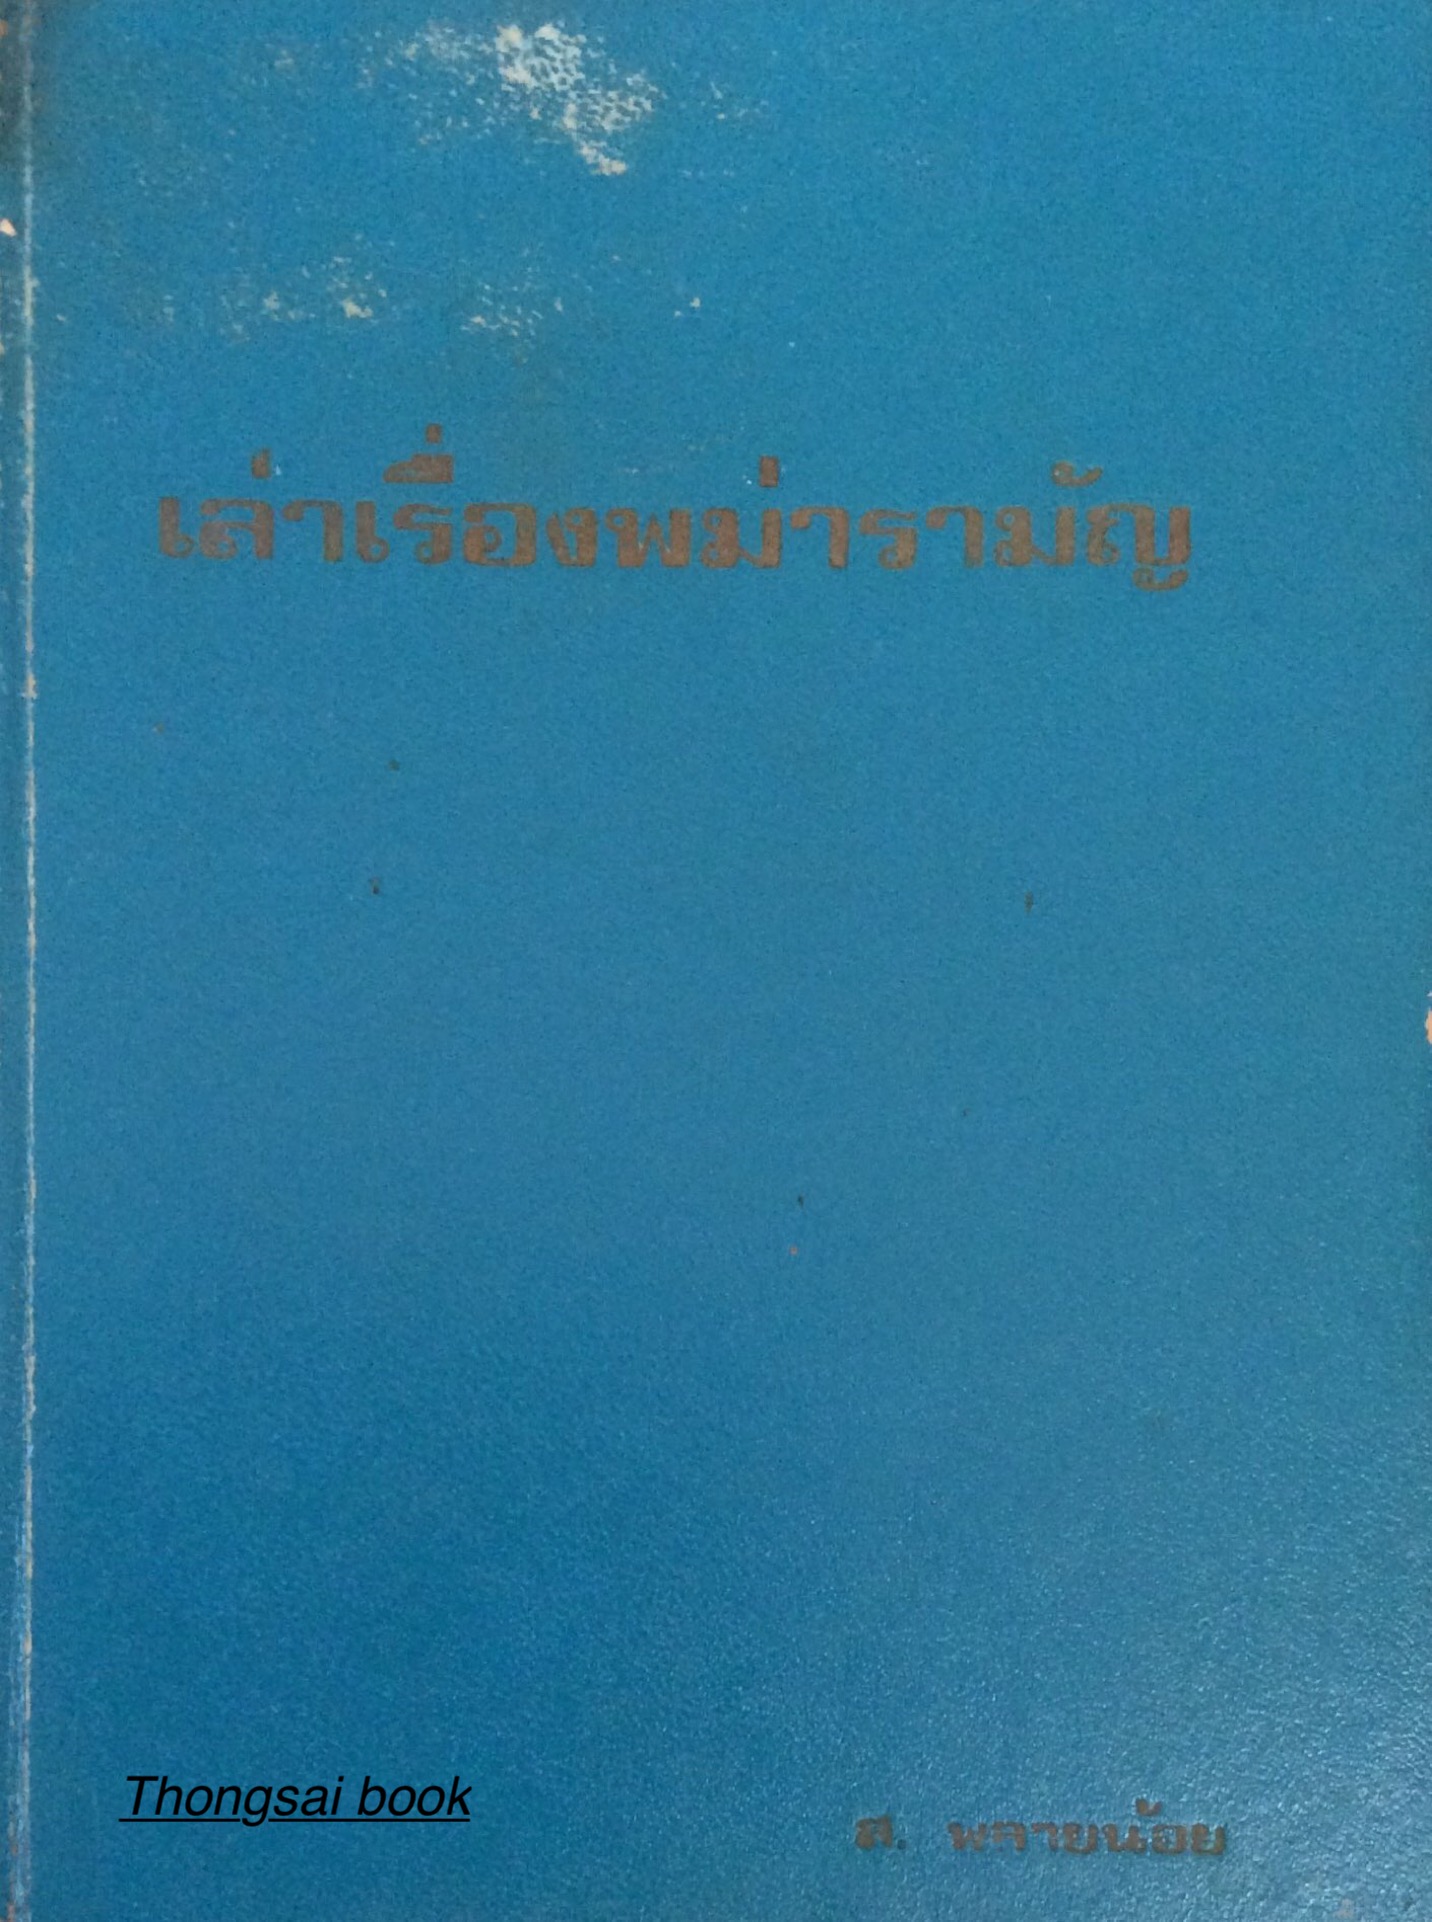 เล่าเรื่องพม่ารามัญ
Thongsai book
ส. พลายน้อย